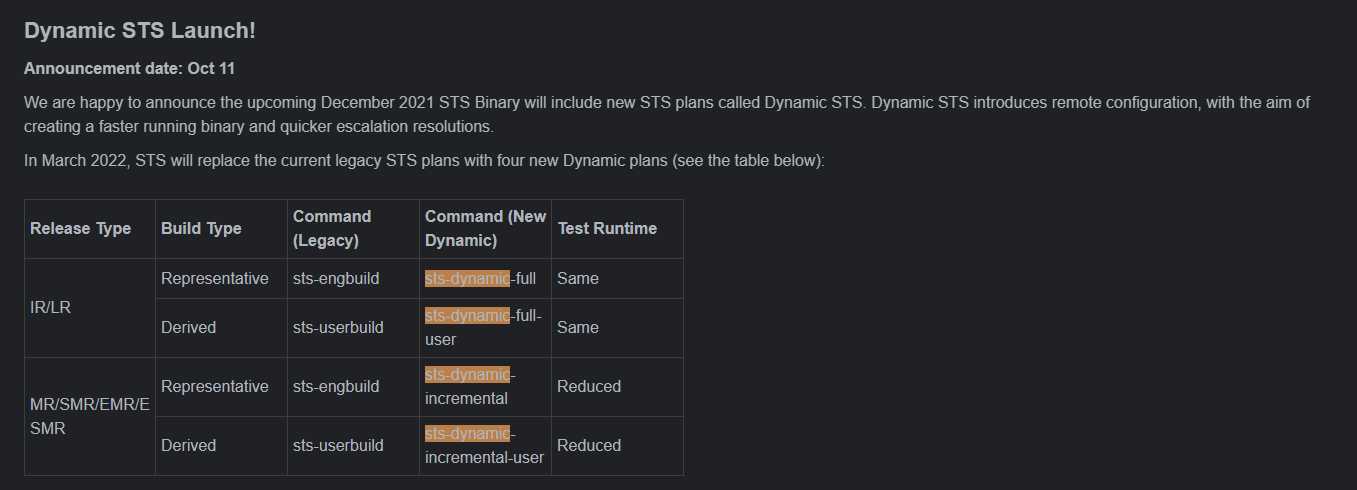 Dynamic STS Launch!
Announcement date: Oct 11
We are happy to announce the upcoming December 2021 STS Binary will include new STS plans called Dynamic STS. Dynamic STS introduces remote configuration, with the aim of
creating a faster running binary and quicker escalation resolutions.
In March 2022, STS will replace the current legacy STS plans with four new Dynamic plans (see the table below):
Release Type
Build Type
Command
(Legacy)
Command (New
Dynamic)
Test Runtime
IR/LR
Representative
sts-engbuild
sts-dynamic-full
Same
Derived
sts-userbuild
sts-dynamic-full-
user
Same
MR/SMR/EMR/E
SMR
Representative
sts-engbuild
sts-dynamic-
incremental
Reduced
Derived
sts-userbuild
sts-dynamic-
incremental-user
Reduced